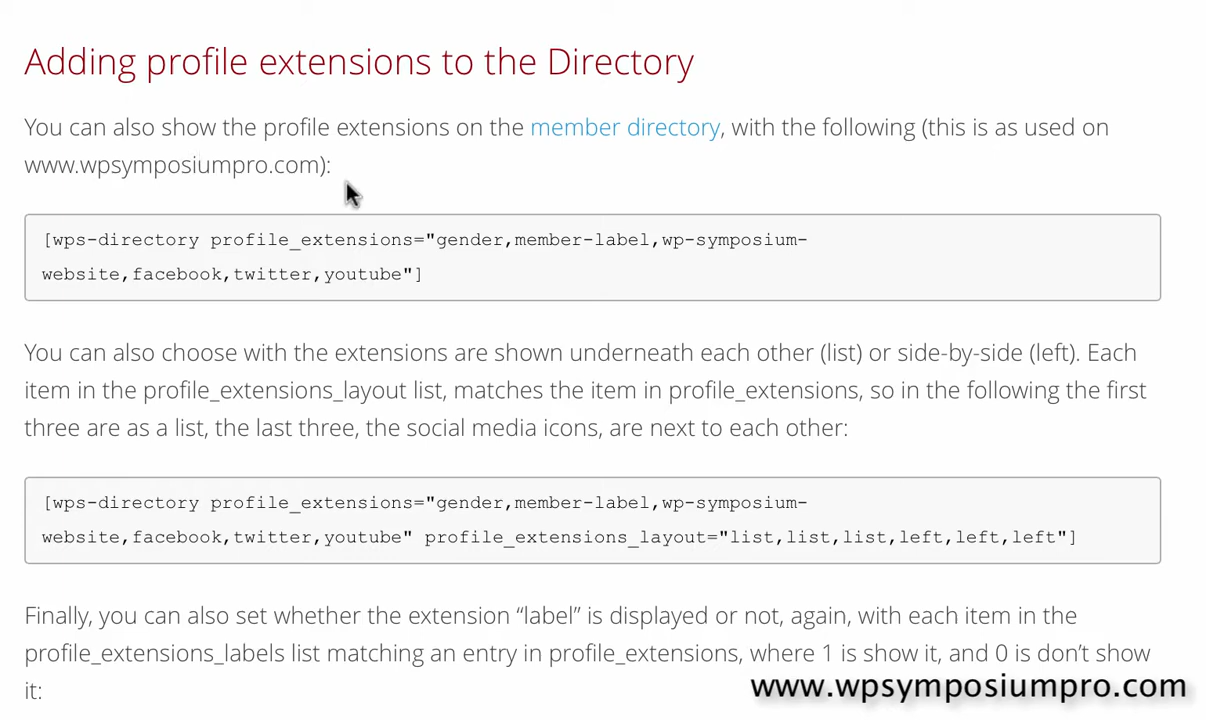 Adding profile extensions to the Directory
You can also show the profile extensions on the member directory, with the following (this is as used on
www.wpsymposiumpro.com):
[wps-directory profile_extensions="gender,member-label,wp-symposium-
website,facebook,twitter,youtube"]
You can also choose with the extensions are shown underneath each other (list) or side-by-side (left). Each
item in the profile_extensions_layout list, matches the item in profile_extensions, so in the following the first
three are as a list, the last three, the social media icons, are next to each other:
[wps-directory profile_extensions="gender,member-label,wp-symposium-
website,facebook,twitter,youtube" profile_extensions_layout="list,list,list,left,left,left"]
Finally, you can also set whether the extension “label” is displayed or not, again, with each item in the
profile_extensions_labels list matching an entry in profile_extensions, where 1 is show it, and 0 is don’t show
it:
www.wpsymposiumpro.com